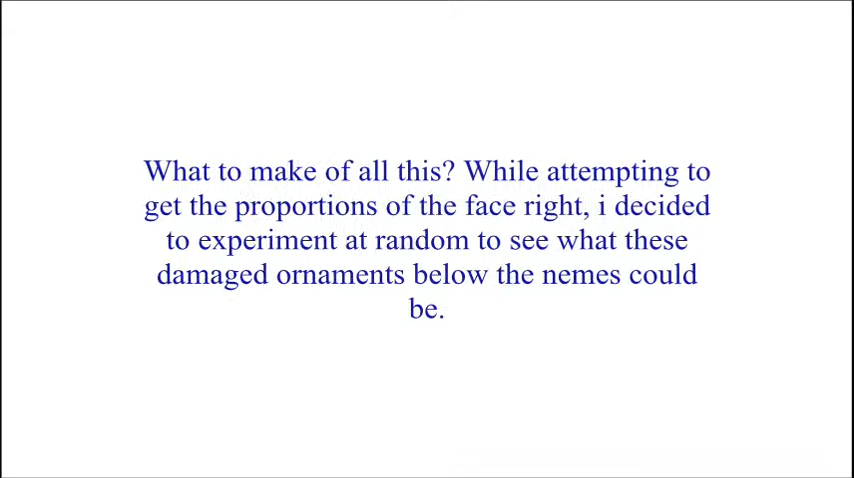 What to make of all this? While attempting to
get the proportions of the face right, i decided
to experiment at random to see what these
damaged ornaments below the nemes could
be.